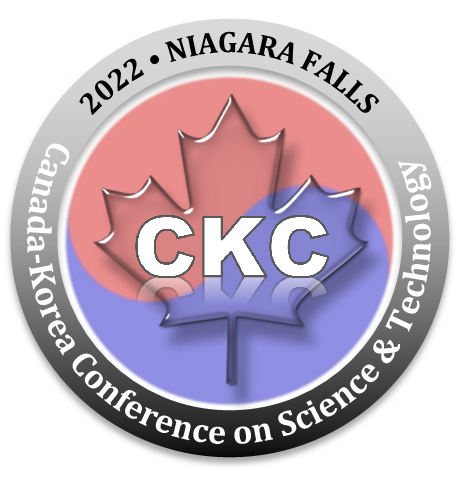 2022 • NIAGARA FALLS
CKC
Canada-Korea Conference on Science & Technology